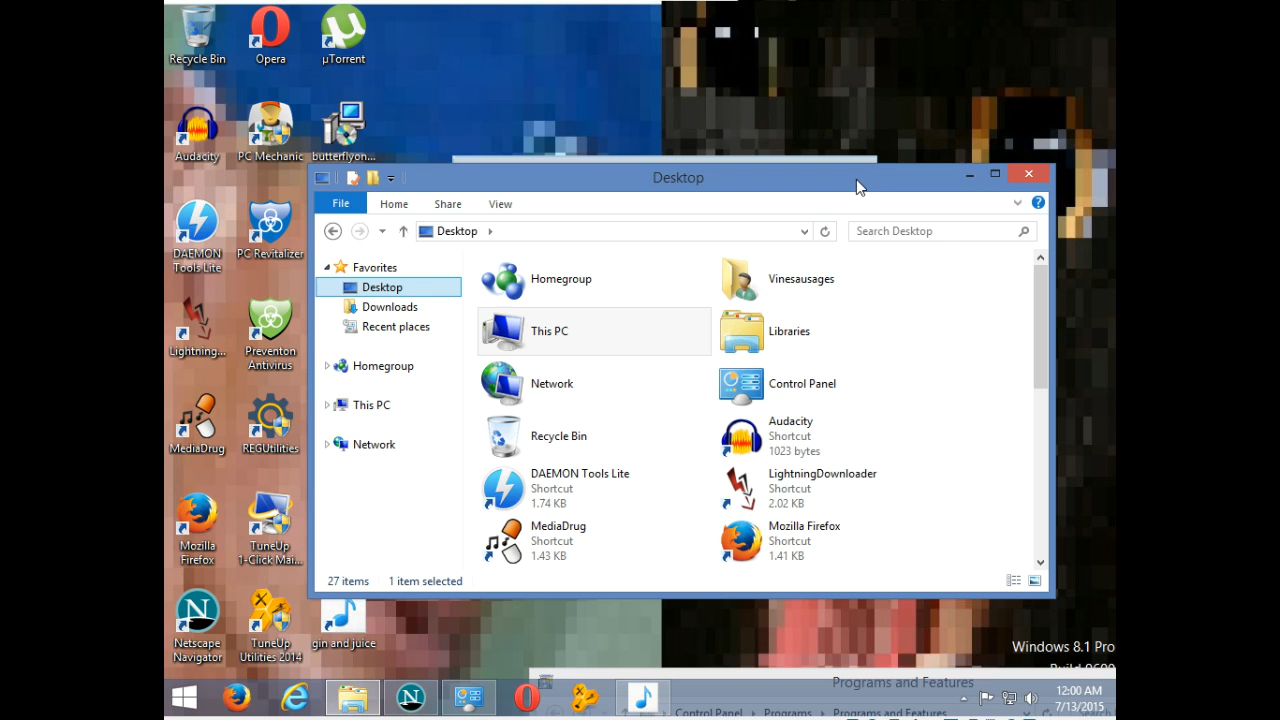 Recycle Bin
Opera
µTorrent
Audacity
PC Mechanic
butterflyon...
DAEMON
Tools Lite
PC Revitalizer
Lightning...
Preventon
Antivirus
MediaDrug
REGUtilities
Mozilla
Firefox
TuneUp
1-Click Mai...
Netscape
Navigator
TuneUp
Utilities 2014
gin and juice
Desktop
File Home Share View
Desktop
Search Desktop
Favorites
Desktop
Downloads
Recent places
Homegroup
This PC
Network
Homegroup
Vinesausages
This PC
Libraries
Network
Control Panel
Recycle Bin
Audacity
Shortcut
1023 bytes
DAEMON Tools Lite
Shortcut
1.74 KB
LightningDownloader
Shortcut
2.02 KB
MediaDrug
Shortcut
1.43 KB
Mozilla Firefox
Shortcut
1.41 KB
27 items 1 item selected
Windows 8.1 Pro
Build 9600
Programs and Features
Control Panel Programs Programs and Features
12:00 AM
7/13/2015